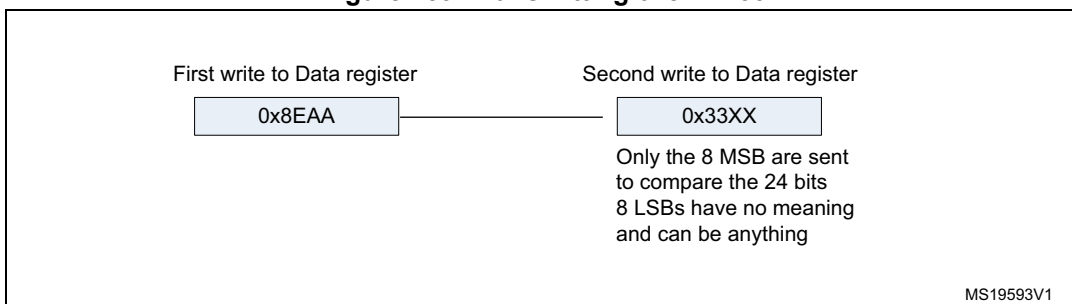 First write to Data register
Second write to Data register
0x8EAA
0x33XX
Only the 8 MSB are sent
to compare the 24 bits
8 LSBs have no meaning
and can be anything
MS19593V1